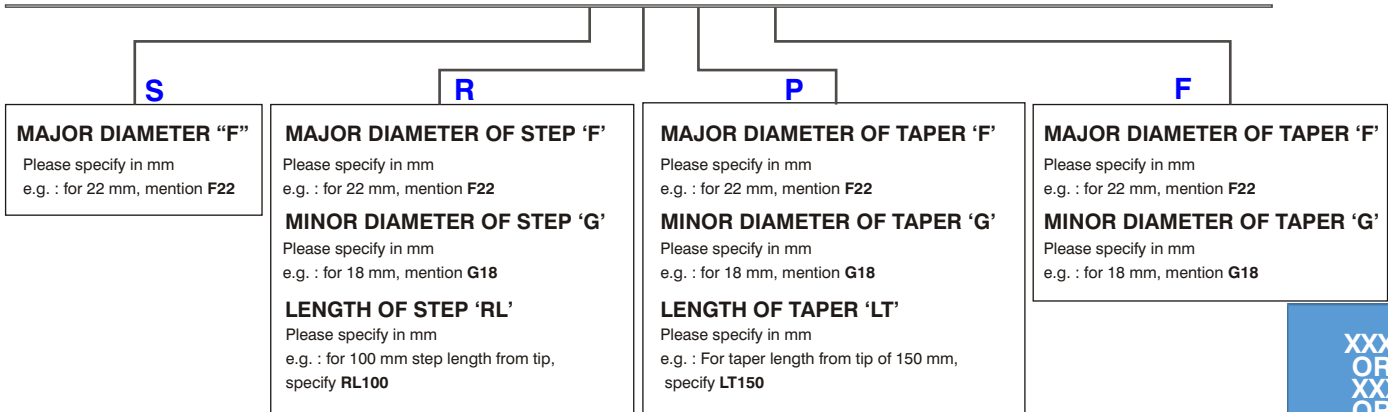 S
MAJOR DIAMETER “F”
Please specify in mm
e.g. : for 22 mm, mention F22
R
MAJOR DIAMETER OF STEP ‘F’
Please specify in mm
e.g. : for 22 mm, mention F22
MINOR DIAMETER OF STEP ‘G’
Please specify in mm
e.g. : for 18 mm, mention G18
LENGTH OF STEP ‘RL’
Please specify in mm
e.g. : for 100 mm step length from tip,
specify RL100
P
MAJOR DIAMETER OF TAPER ‘F’
Please specify in mm
e.g. : for 22 mm, mention F22
MINOR DIAMETER OF TAPER ‘G’
Please specify in mm
e.g. : for 18 mm, mention G18
LENGTH OF TAPER ‘LT’
Please specify in mm
e.g. : For taper length from tip of 150 mm,
specify LT150
F
MAJOR DIAMETER OF TAPER ‘F’
Please specify in mm
e.g. : for 22 mm, mention F22
MINOR DIAMETER OF TAPER ‘G’
Please specify in mm
e.g. : for 18 mm, mention G18